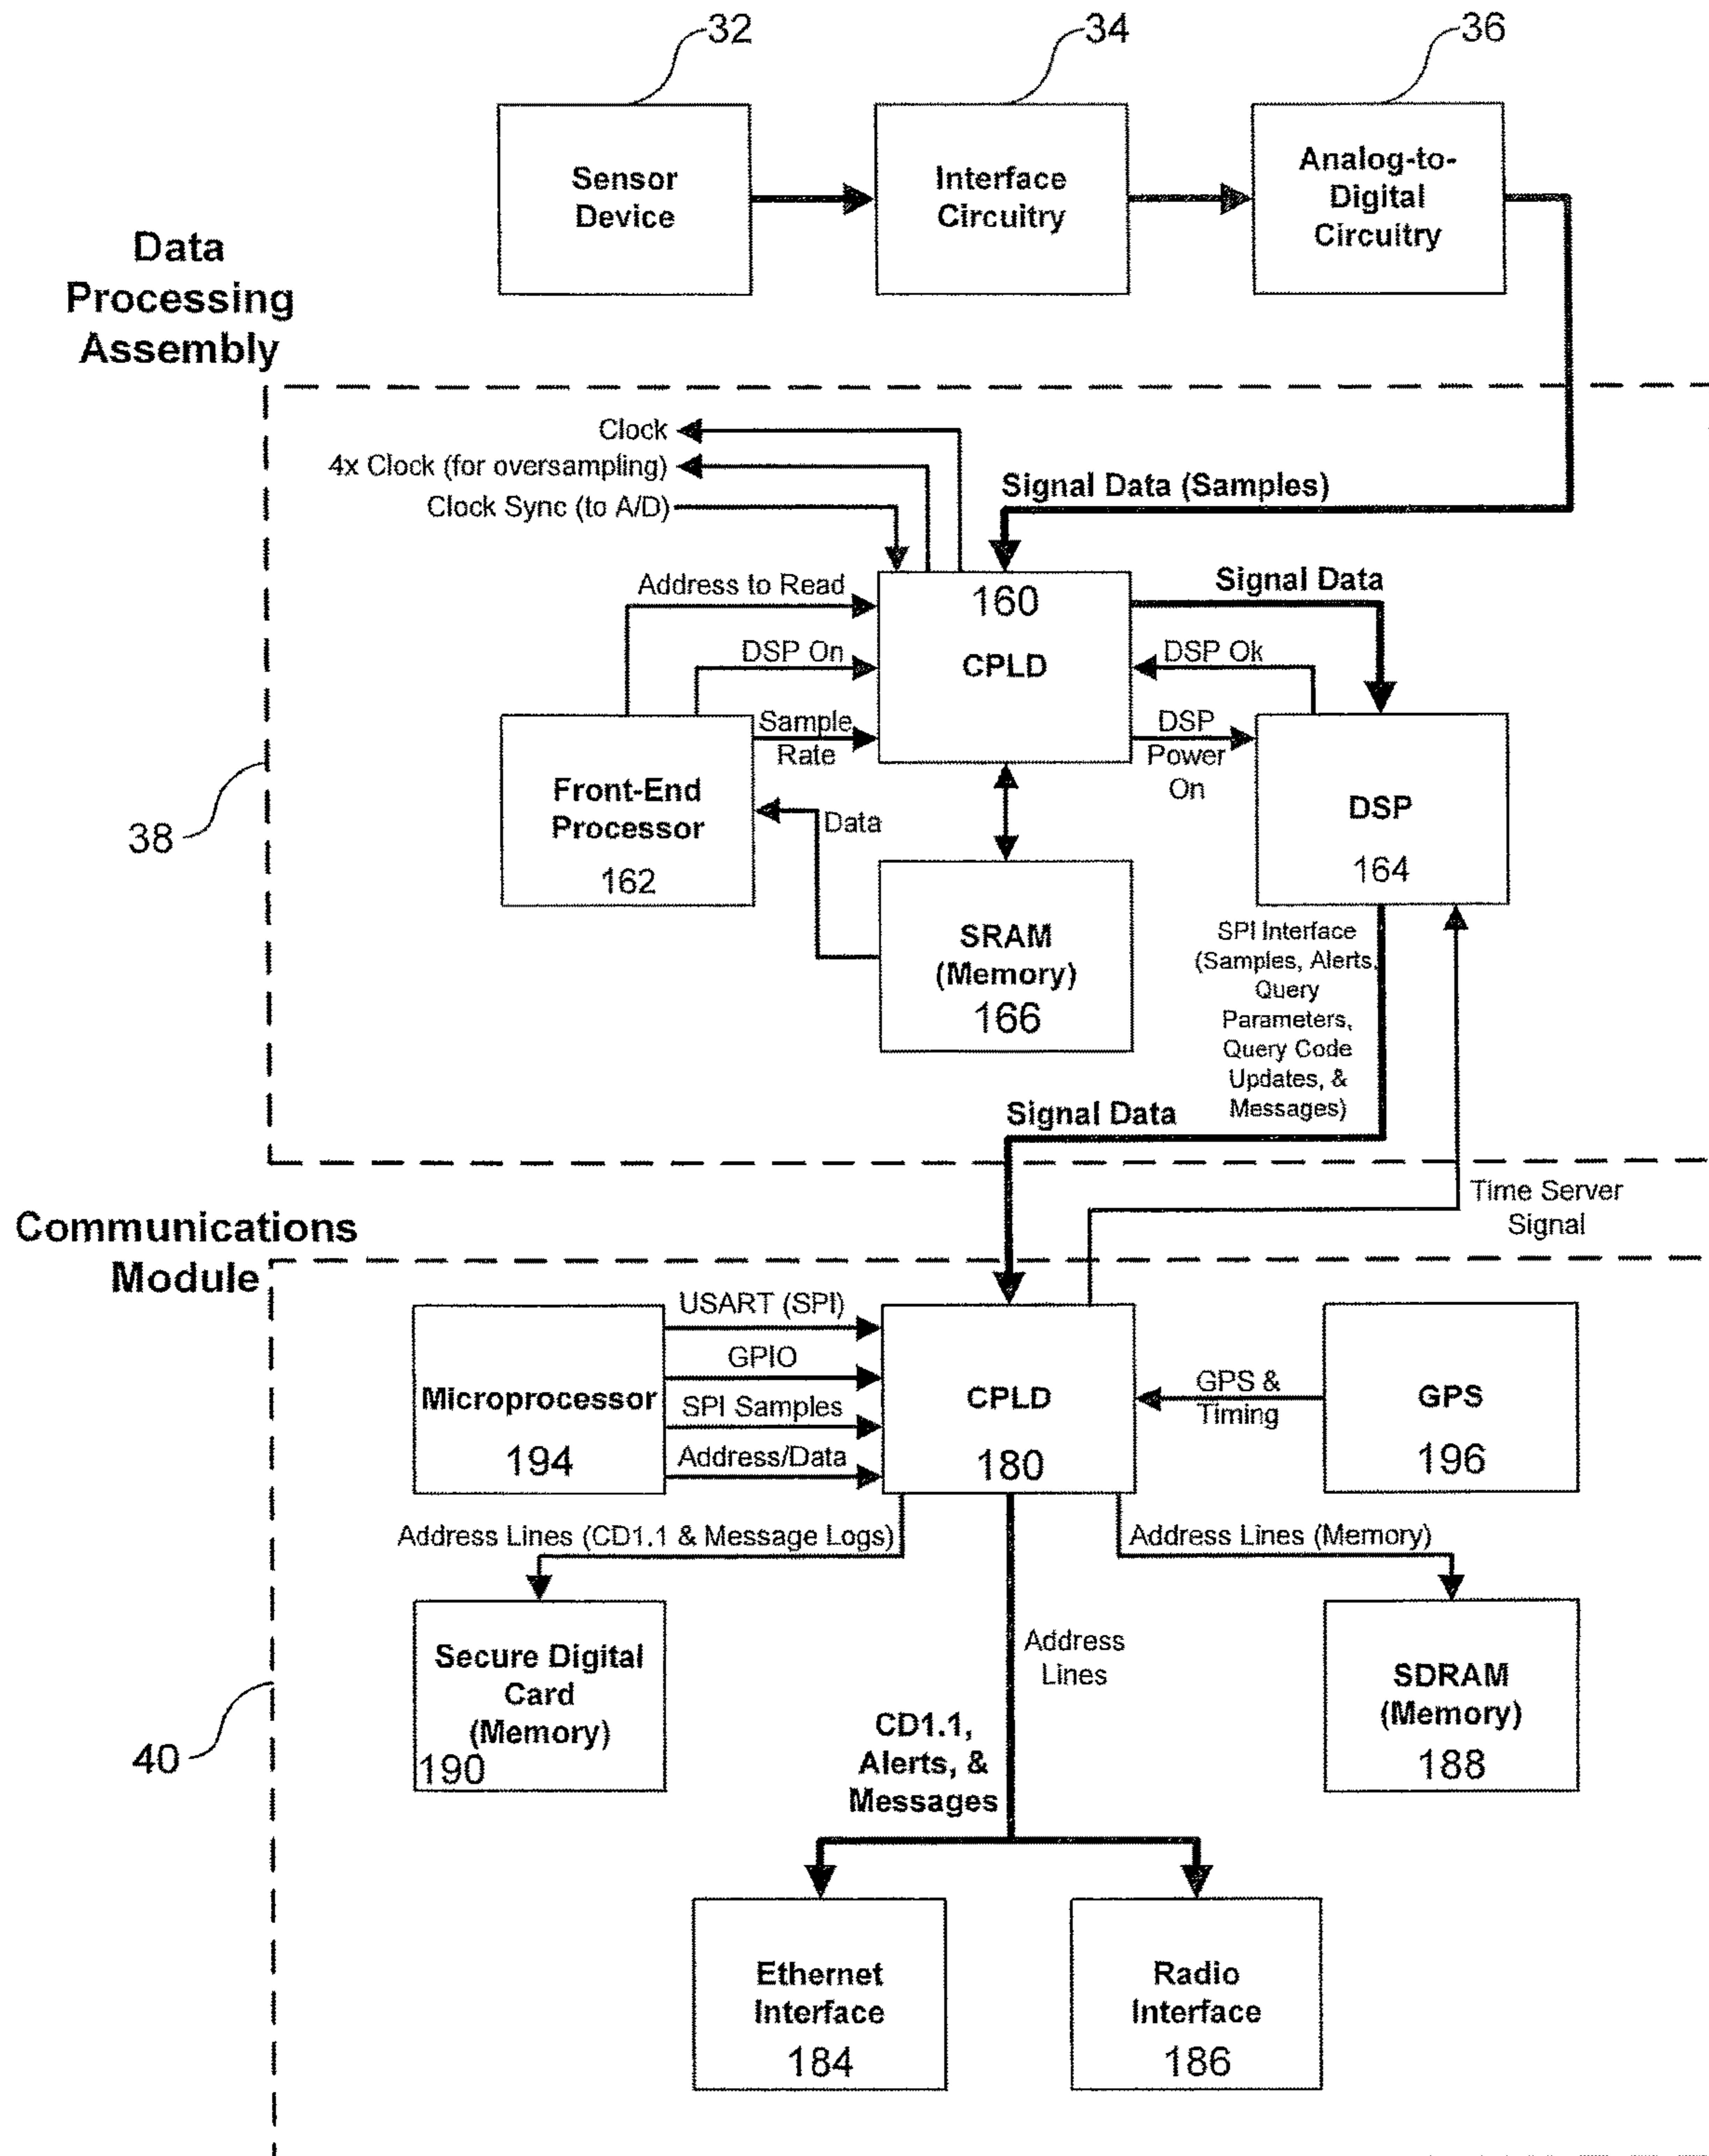 32
34
36
Sensor
Device
Interface
Circuitry
Analog-to-
Digital
Circuitry
Data
Processing
Assembly
Clock
4x Clock (for oversampling)
Clock Sync (to A/D)
Signal Data (Samples)
Address to Read
160
CPLD
Signal Data
DSP On
DSP Ok
Sample
Rate
DSP
Power
On
Front-End
Processor
162
Data
DSP
164
38
SRAM
(Memory)
166
SPI Interface
(Samples, Alerts,
Query
Parameters,
Query Code
Updates, &
Messages)
Signal Data
Time Server
Signal
Communications
Module
Microprocessor
194
USART (SPI)
GPIO
SPI Samples
Address/Data
CPLD
180
GPS &
Timing
GPS
196
Address Lines (CD1.1 & Message Logs)
Address Lines (Memory)
Secure Digital
Card
(Memory)
190
Address
Lines
SDRAM
(Memory)
188
40
CD1.1,
Alerts, &
Messages
Ethernet
Interface
184
Radio
Interface
186